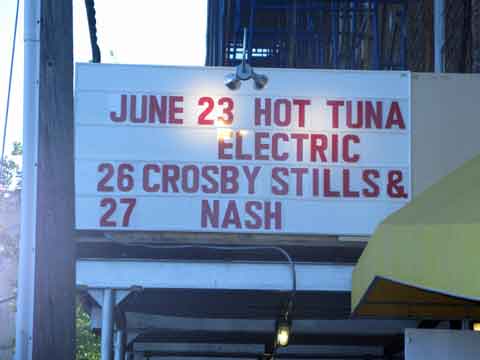 JUNE 23 HOT TUNA
ELECTRIC
26 CROSBY STILLS &
27 NASH